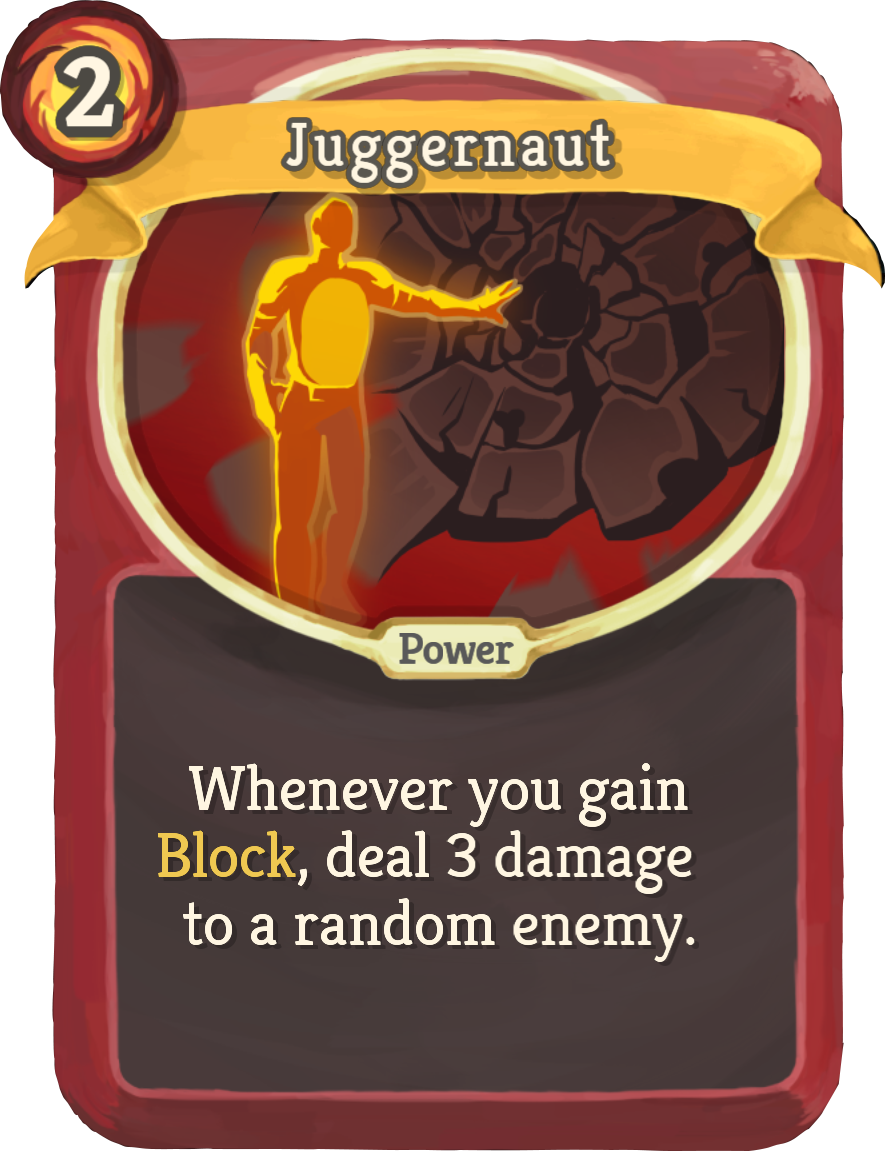 2
Juggernaut
Power
Whenever you gain
Block, deal 3 damage
to a random enemy.